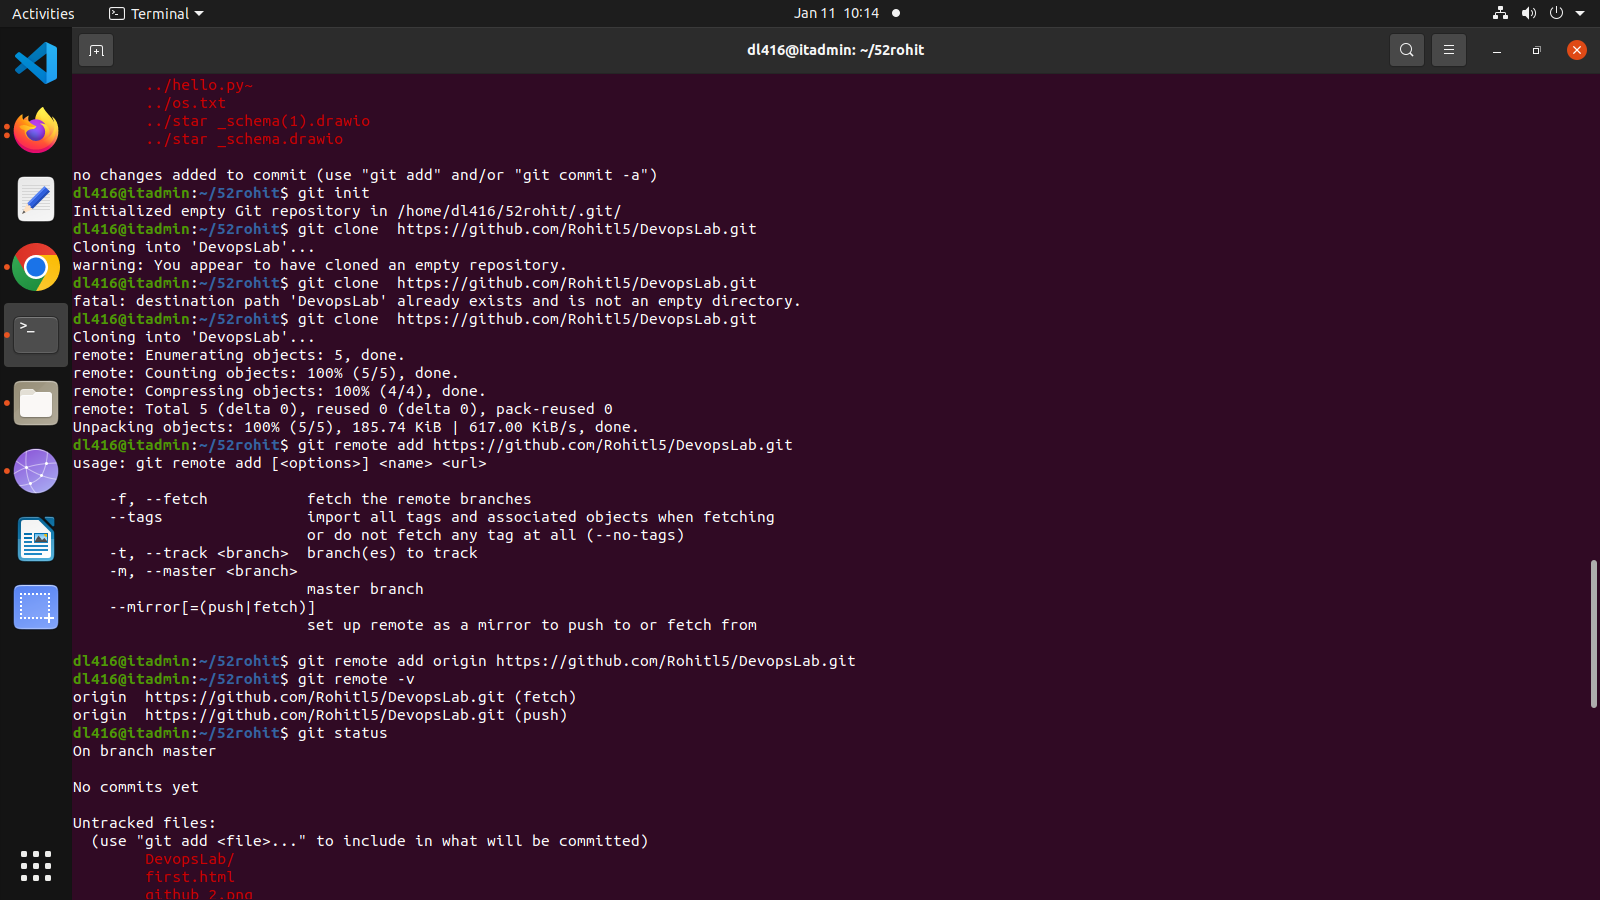 Activities
Terminal
Jan 11 10:14
dl416@itadmin: ~/52rohit
../hello.py~
../os.txt
../star _schema(1).drawio
../star _schema.drawio
no changes added to commit (use "git add" and/or "git commit -a")
dl416@itadmin:~/52rohit$ git init
Initialized empty Git repository in /home/dl416/52rohit/.git/
dl416@itadmin:~/52rohit$ git clone  https://github.com/Rohitl5/DevopsLab.git
Cloning into 'DevopsLab'...
warning: You appear to have cloned an empty repository.
dl416@itadmin:~/52rohit$ git clone  https://github.com/Rohitl5/DevopsLab.git
fatal: destination path 'DevopsLab' already exists and is not an empty directory.
dl416@itadmin:~/52rohit$ git clone  https://github.com/Rohitl5/DevopsLab.git
Cloning into 'DevopsLab'...
remote: Enumerating objects: 5, done.
remote: Counting objects: 100% (5/5), done.
remote: Compressing objects: 100% (4/4), done.
remote: Total 5 (delta 0), reused 0 (delta 0), pack-reused 0
Unpacking objects: 100% (5/5), 185.74 KiB | 617.00 KiB/s, done.
dl416@itadmin:~/52rohit$ git remote add https://github.com/Rohitl5/DevopsLab.git
usage: git remote add [<options>] <name> <url>
-f, --fetch           fetch the remote branches
--tags                import all tags and associated objects when fetching
or do not fetch any tag at all (--no-tags)
-t, --track <branch>  branch(es) to track
-m, --master <branch>
master branch
--mirror[=(push|fetch)]
set up remote as a mirror to push to or fetch from
dl416@itadmin:~/52rohit$ git remote add origin https://github.com/Rohitl5/DevopsLab.git
dl416@itadmin:~/52rohit$ git remote -v
origin  https://github.com/Rohitl5/DevopsLab.git (fetch)
origin  https://github.com/Rohitl5/DevopsLab.git (push)
dl416@itadmin:~/52rohit$ git status
On branch master
No commits yet
Untracked files:
(use "git add <file>..." to include in what will be committed)
DevopsLab/
first.html
github 2.png